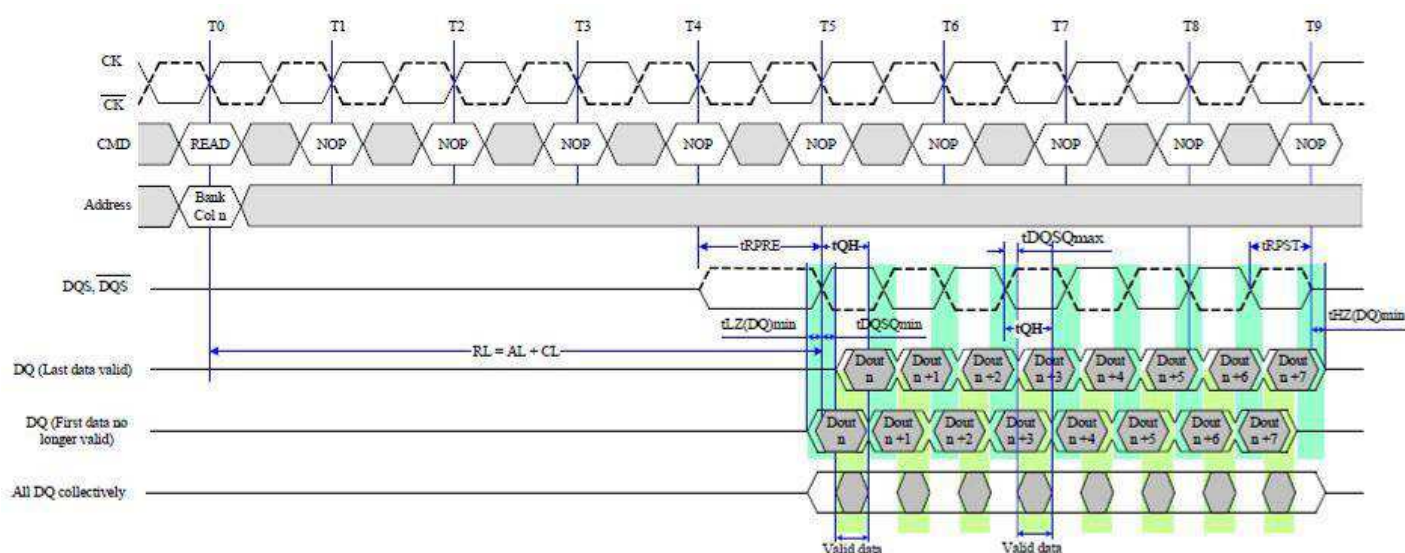 T0 T1 T2 T3 T4 T5 T6 T7 T8 T9
CK
CK
CMD READ NOP NOP NOP NOP NOP NOP NOP NOP NOP
Address Bank
Col n
tRPRE tQH tDQSQmax tRPST
DQS, DQS
tLZ(DQ)min tDQSQmin tQH tHZ(DQ)min
RL = AL + CL
DQ (Last data valid) Dout Dout Dout Dout Dout Dout Dout Dout
n n +1 n +2 n +3 n +4 n +5 n +6 n +7
DQ (First data no
longer valid)
Dout Dout Dout Dout Dout Dout Dout Dout
n n +1 n +2 n +3 n +4 n +5 n +6 n +7
All DQ collectively
Valid data Valid data